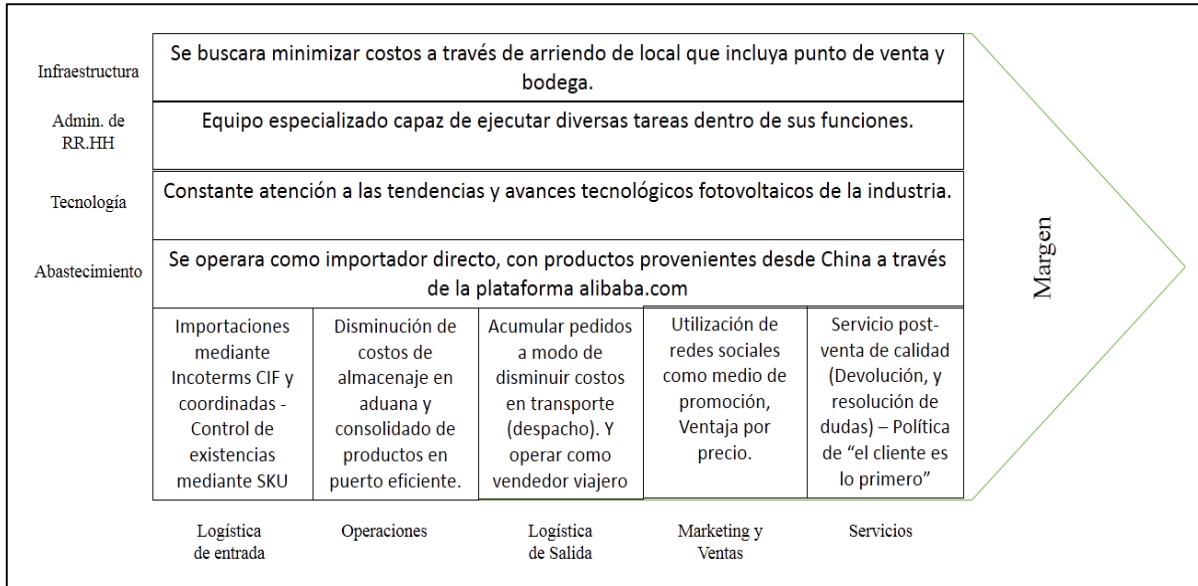 Infraestructura
Se buscara minimizar costos a través de arriendo de local que incluya punto de venta y
bodega.
Admin. de
RR.HH
Equipo especializado capaz de ejecutar diversas tareas dentro de sus funciones.
Tecnología
Constante atención a las tendencias y avances tecnológicos fotovoltaicos de la industria.
Abastecimiento
Se operara como importador directo, con productos provenientes desde China a través
de la plataforma alibaba.com
Importaciones
mediante
Incoterms CIF y
coordinadas -
Control de
existencias
mediante SKU
Disminución de
costos de
almacenaje en
aduana y
consolidado de
productos en
puerto eficiente.
Acumular pedidos
a modo de
disminuir costos
en transporte
(despacho). Y
operar como
vendedor viajero
Utilización de
redes sociales
como medio de
promoción,
Ventaja por
precio.
Servicio post-
venta de calidad
(Devolución, y
resolución de
dudas) – Política
de “el cliente es
lo primero”
Margen
Logística
de entrada
Operaciones
Logística
de Salida
Marketing y
Ventas
Servicios